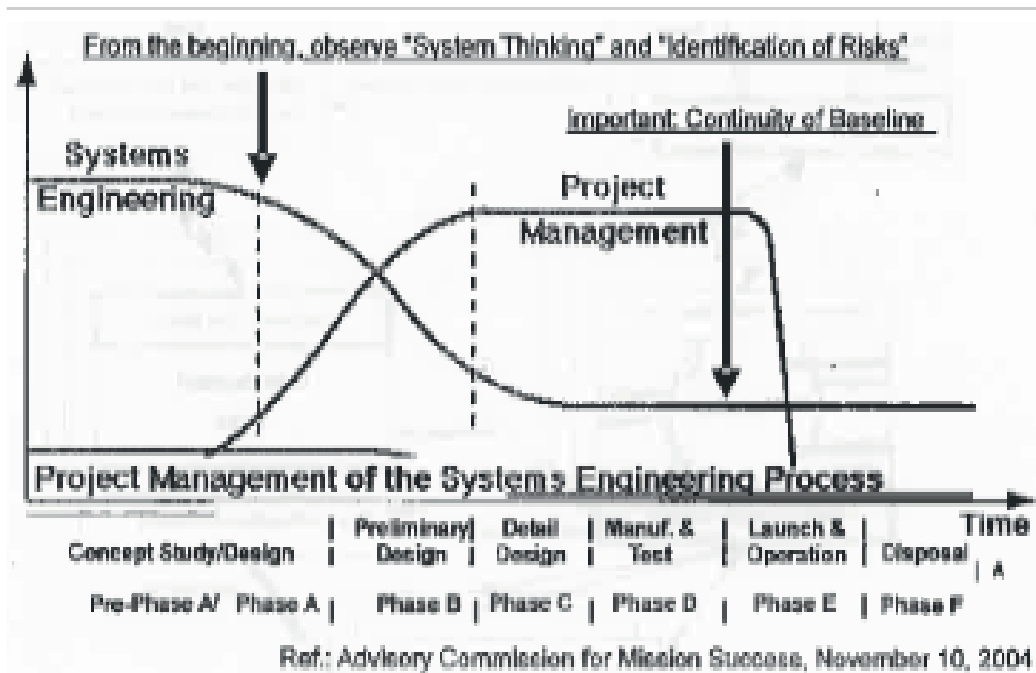 From the beginning, observe "System Thinking" and "Identification of Risks"
Important: Continuity of Baseline
Systems
Engineering
Project
Management
Project Management of the Systems Engineering Process
Time
Concept Study/Design | Preliminary Design | Detail Design | Manuf. & Test | Launch & Operation | Disposal
| A
Pre-Phase A/ Phase A | Phase B | Phase C | Phase D | Phase E | Phase F
Ref.: Advisory Commission for Mission Success, November 10, 2004